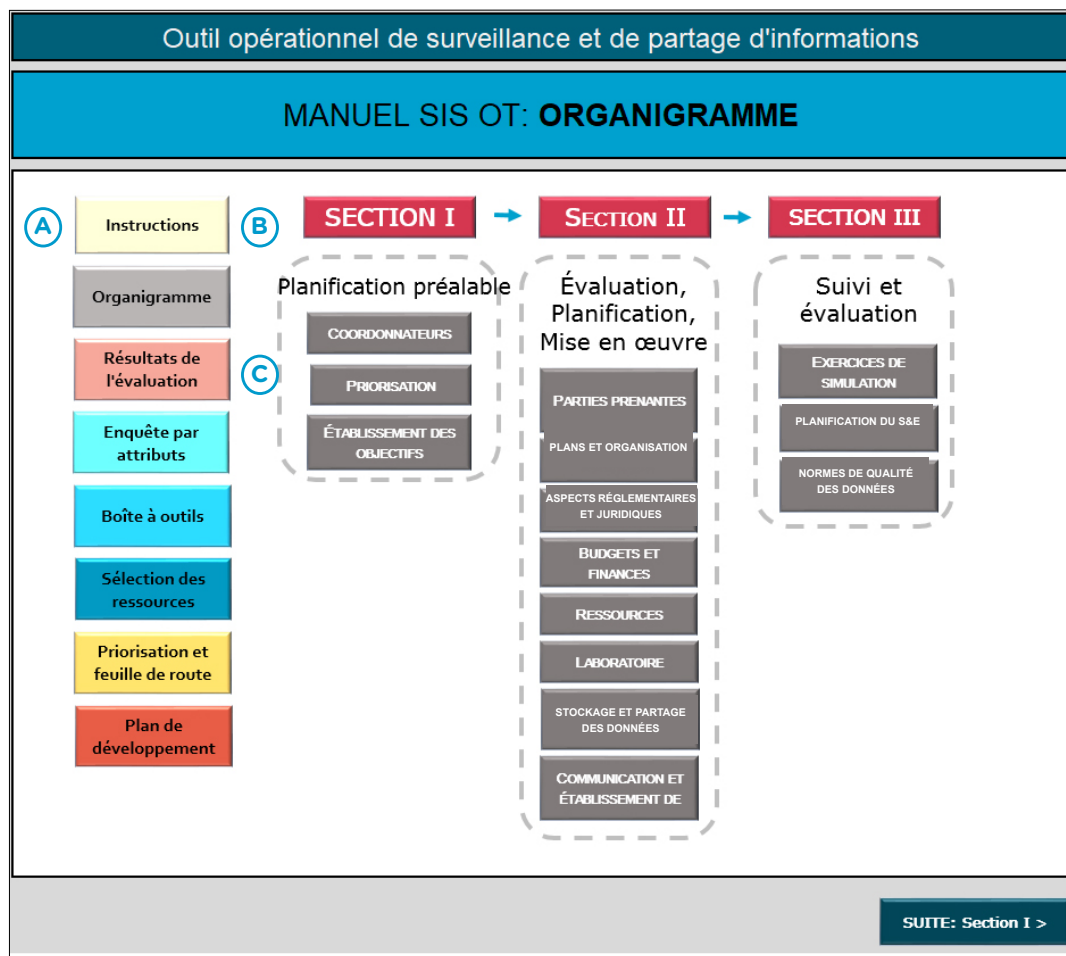 Outil opérationnel de surveillance et de partage d'informations
MANUEL SIS OT: ORGANIGRAMME
A
Instructions
Organigramme
Résultats de
l'évaluation
Enquête par
attributs
Boîte à outils
Sélection des
ressources
Priorisation et
feuille de route
Plan de
développement
B
SECTION I
Planification préalable
COORDONNATEURS
C
PRIORISATION
ÉTABLISSEMENT DES
OBJECTIFS
SECTION II
Évaluation,
Planification,
Mise en œuvre
PARTIES PRENANTES
PLANS ET ORGANISATION
ASPECTS RÉGLEMENTAIRES
ET JURIDIQUES
BUDGETS ET
FINANCES
RESSOURCES
LABORATOIRE
STOCKAGE ET PARTAGE
DES DONNÉES
COMMUNICATION ET
ÉTABLISSEMENT DE
SECTION III
Suivi et
évaluation
EXERCICES DE
SIMULATION
PLANIFICATION DU S&E
NORMES DE QUALITÉ
DES DONNÉES
SUITE: Section I >